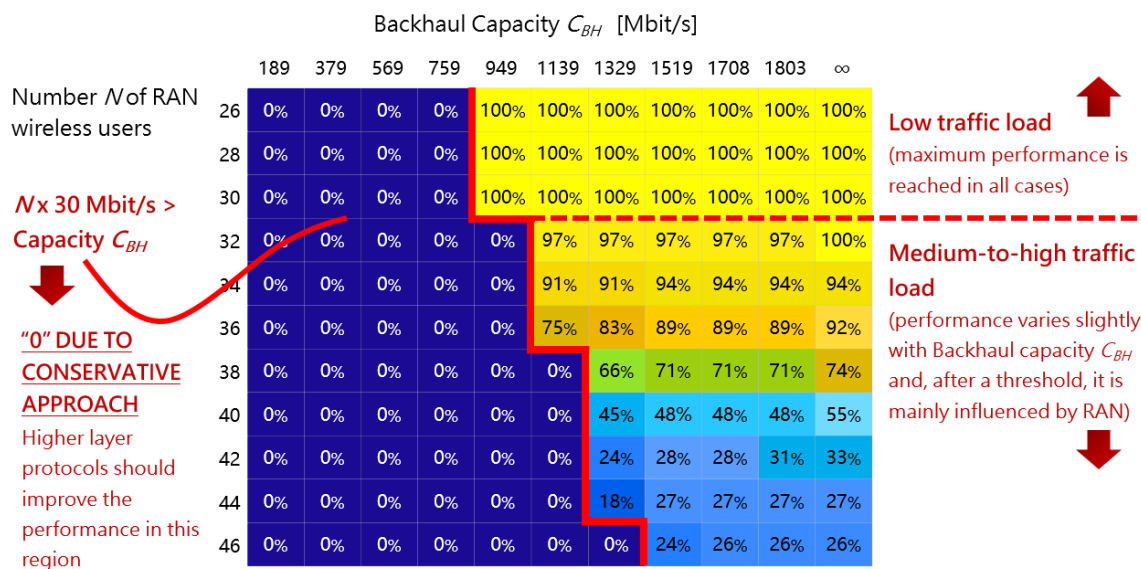 Backhaul Capacity C_BH [Mbit/s]
189 379 569 759 949 1139 1329 1519 1708 1803 ∞
Number N of RAN
wireless users
26 0% 0% 0% 0% 100% 100% 100% 100% 100% 100% 100%
28 0% 0% 0% 0% 100% 100% 100% 100% 100% 100% 100%
30 0% 0% 0% 0% 100% 100% 100% 100% 100% 100% 100%
32 0% 0% 0% 0% 0% 97% 97% 97% 97% 97% 100%
34 0% 0% 0% 0% 0% 91% 91% 94% 94% 94% 94%
36 0% 0% 0% 0% 0% 75% 83% 89% 89% 89% 92%
38 0% 0% 0% 0% 0% 0% 66% 71% 71% 71% 74%
40 0% 0% 0% 0% 0% 0% 45% 48% 48% 48% 55%
42 0% 0% 0% 0% 0% 0% 24% 28% 28% 31% 33%
44 0% 0% 0% 0% 0% 0% 18% 27% 27% 27% 27%
46 0% 0% 0% 0% 0% 0% 0% 24% 26% 26% 26%
N x 30 Mbit/s >
Capacity C_BH
“0” DUE TO
CONSERVATIVE
APPROACH
Higher layer
protocols should
improve the
performance in this
region
Low traffic load
(maximum performance is
reached in all cases)
Medium-to-high traffic
load
(performance varies slightly
with Backhaul capacity C_BH
and, after a threshold, it is
mainly influenced by RAN)